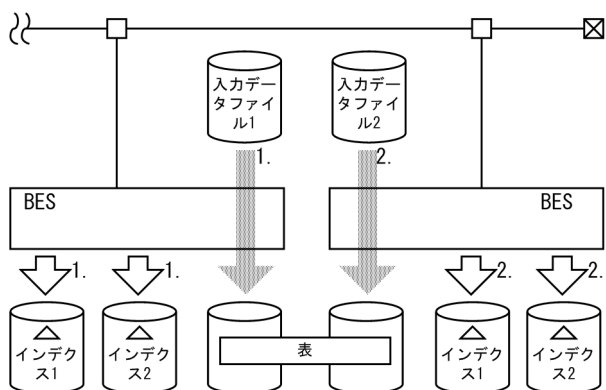 入力デー
タファイ
ル1
入力デー
タファイ
ル2
1.
2.
BES
BES
1.
1.
2.
2.
インデク
ス1
インデク
ス2
表
インデク
ス1
インデク
ス2